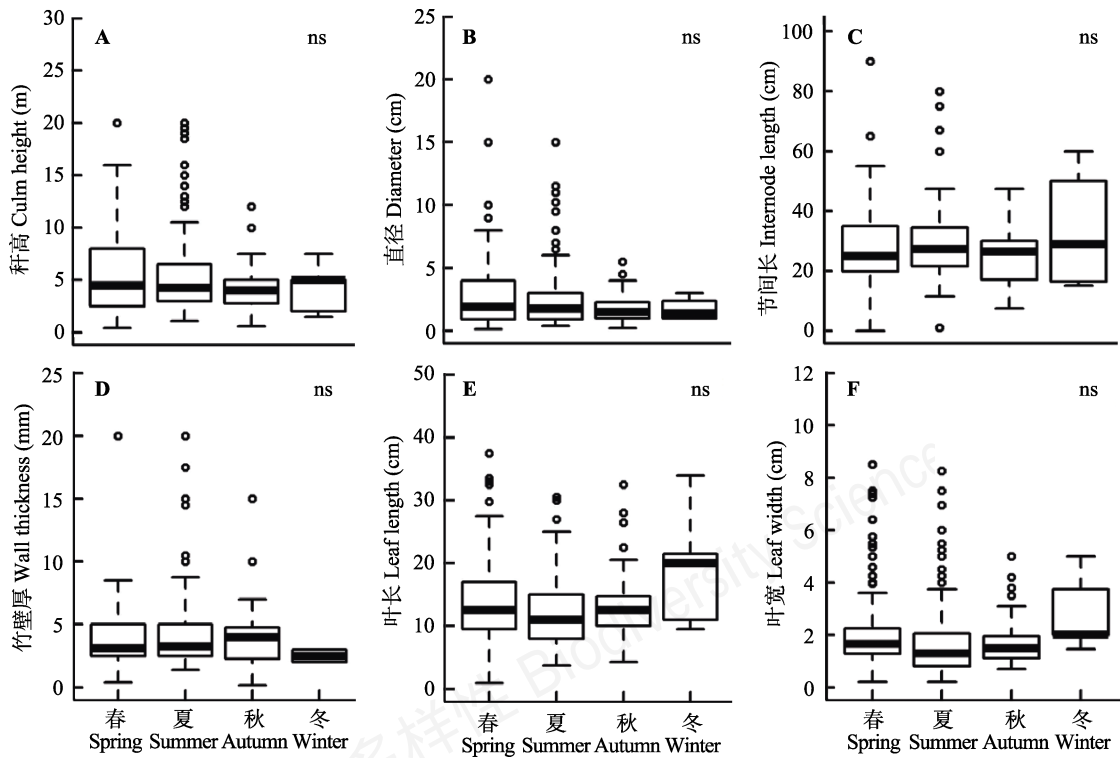 A
ns
30
25
20
15
10
5
0
秆高 Culm height (m)
B
ns
25
20
15
10
5
0
直径 Diameter (cm)
C
ns
100
80
60
40
20
0
节间长 Internode length (cm)
D
ns
25
20
15
10
5
0
竹壁厚 Wall thickness (mm)
春 夏 秋 冬
Spring Summer Autumn Winter
E
ns
50
40
30
20
10
0
叶长 Leaf length (cm)
春 夏 秋 冬
Spring Summer Autumn Winter
F
ns
12
10
8
6
4
2
0
叶宽 Leaf width (cm)
春 夏 秋 冬
Spring Summer Autumn Winter
多样性 Biodiversity Science